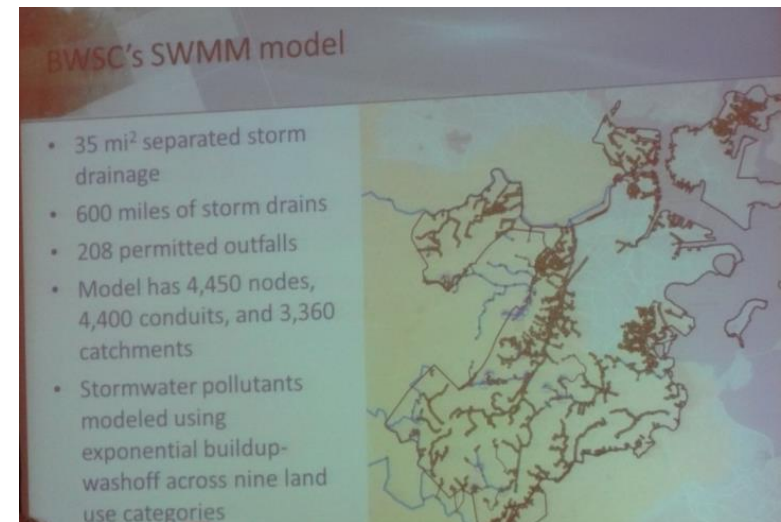 BWSC's SWMM model
• 35 mi² separated storm
drainage
• 600 miles of storm drains
• 208 permitted outfalls
• Model has 4,450 nodes,
4,400 conduits, and 3,360
catchments
• Stormwater pollutants
modeled using
exponential buildup-
washoff across nine land
use categories